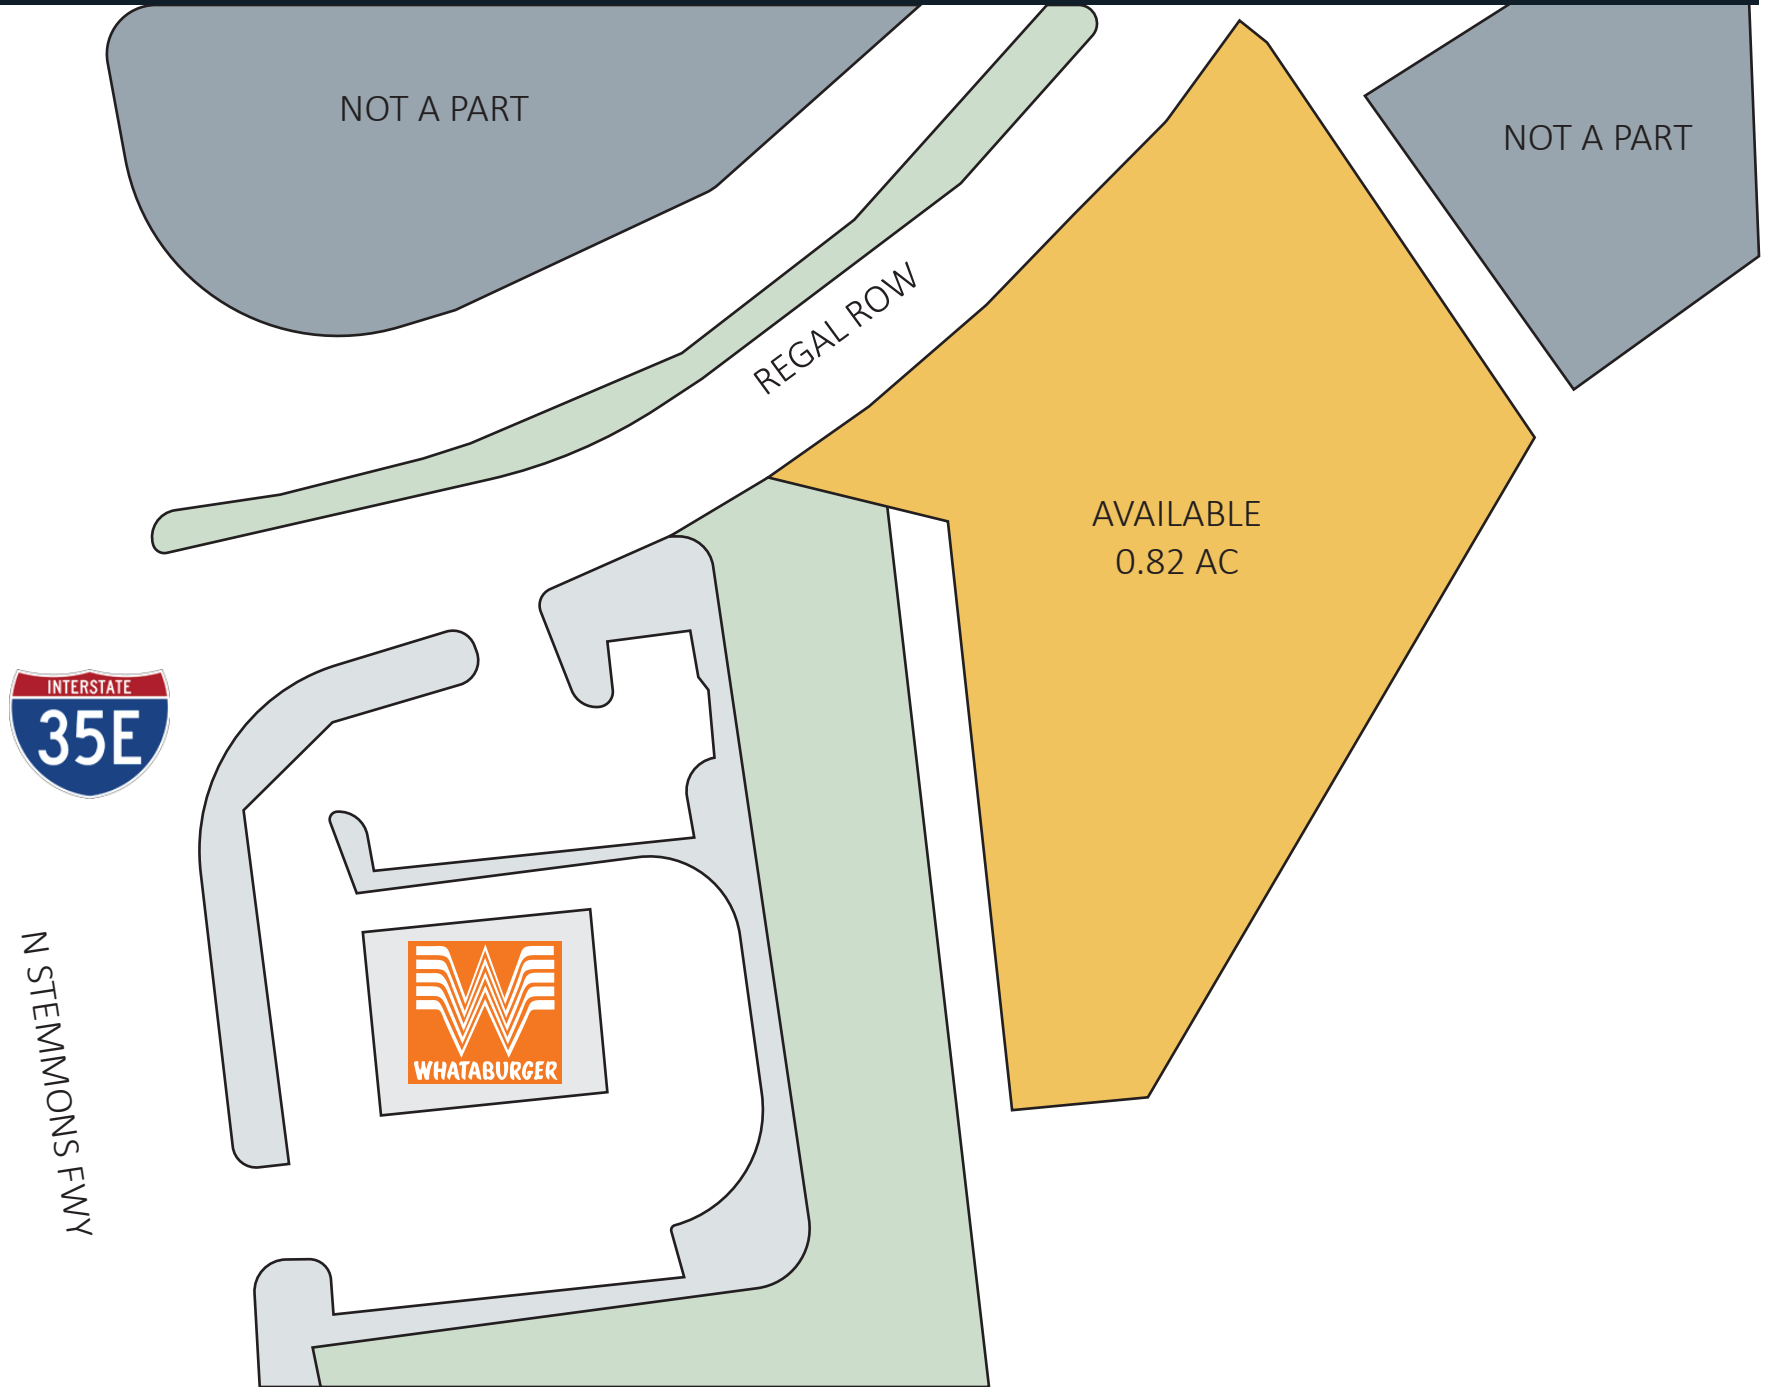 NOT A PART
NOT A PART
REGAL ROW
AVAILABLE
0.82 AC
INTERSTATE
35E
N STEMMONS FWY
WHATABURGER